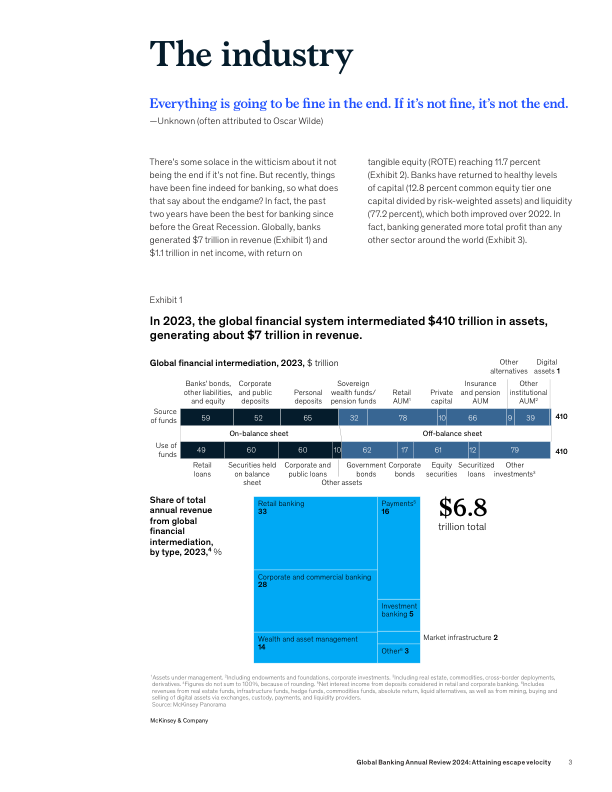 The industry
Everything is going to be fine in the end. If it’s not fine, it’s not the end.
—Unknown (often attributed to Oscar Wilde)
There’s some solace in the witticism about it not
being the end if it’s not fine. But recently, things
have been fine indeed for banking, so what does
that say about the endgame? In fact, the past
two years have been the best for banking since
before the Great Recession. Globally, banks
generated $7 trillion in revenue (Exhibit 1) and
$1.1 trillion in net income, with return on
tangible equity (ROTE) reaching 11.7 percent
(Exhibit 2). Banks have returned to healthy levels
of capital (12.8 percent common equity tier one
capital divided by risk-weighted assets) and liquidity
(77.2 percent), which both improved over 2022. In
fact, banking generated more total profit than any
other sector around the world (Exhibit 3).
Exhibit 1
In 2023, the global financial system intermediated $410 trillion in assets,
generating about $7 trillion in revenue.
Global financial intermediation, 2023, $ trillion
Banks’ bonds,
other liabilities,
and equity
Corporate
and public
deposits
Personal
deposits
Sovereign
wealth funds/
pension funds
Retail
AUM¹
Private
capital
Insurance
and pension
AUM
Other
alternatives
Other
institutional
AUM²
Digital
assets 1
Source
of funds
59 52 65 32 78 10 66 9 39 410
On-balance sheet Off-balance sheet
Use of
funds
49 60 60 10 62 17 61 12 79 410
Retail
loans
Securities held
on balance
sheet
Corporate and
public loans
Other assets
Government
bonds
Corporate
bonds
Equity
securities
Securitized
loans
Other
investments³
Share of total
annual revenue
from global
financial
intermediation,
by type, 2023,⁴ %
Retail banking
33
Corporate and commercial banking
28
Wealth and asset management
14
Payments⁵
16
Investment
banking 5
Market infrastructure 2
Other⁶ 3
$6.8
trillion total
¹Assets under management. ²Including endowments and foundations, corporate investments. ³Including real estate, commodities, cross-border deployments,
derivatives. ⁴Figures do not sum to 100%, because of rounding. ⁵Net interest income from deposits considered in retail and corporate banking. ⁶Includes
revenues from real estate funds, infrastructure funds, hedge funds, commodities funds, absolute return, liquid alternatives, as well as from mining, buying and
selling of digital assets via exchanges, custody, payments, and liquidity providers.
Source: McKinsey Panorama
McKinsey & Company
Global Banking Annual Review 2024: Attaining escape velocity 3